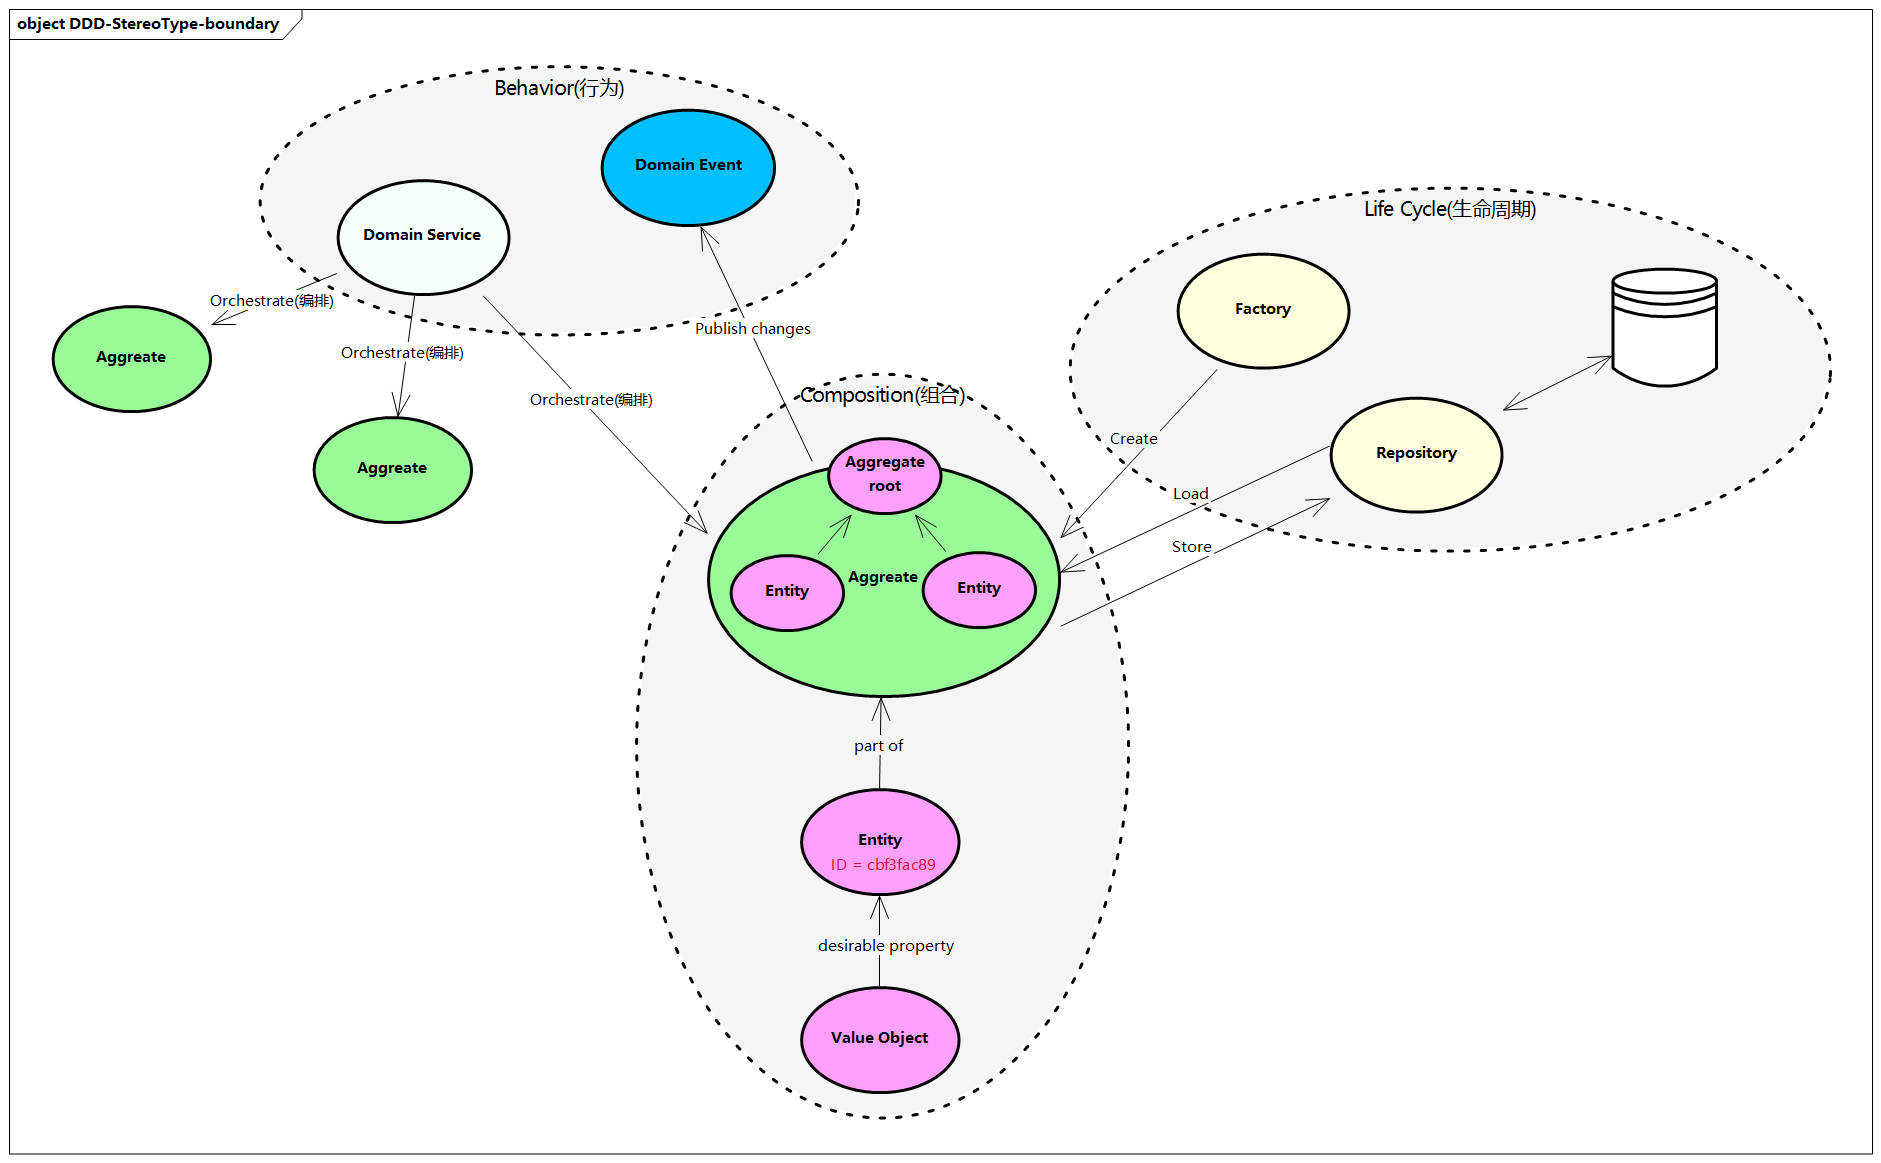 object DDD-StereoType-boundary
Behavior(行为)
Domain Event
Domain Service
Life Cycle(生命周期)
Factory
Orchestrate(编排)
Aggreate
Orchestrate(编排)
Publish changes
Orchestrate(编排)
Aggreate
Composition(组合)
Create
Repository
Load
Store
Aggregate
root
Entity
Aggreate
Entity
part of
Entity
ID = cbf3fac89
desirable property
Value Object